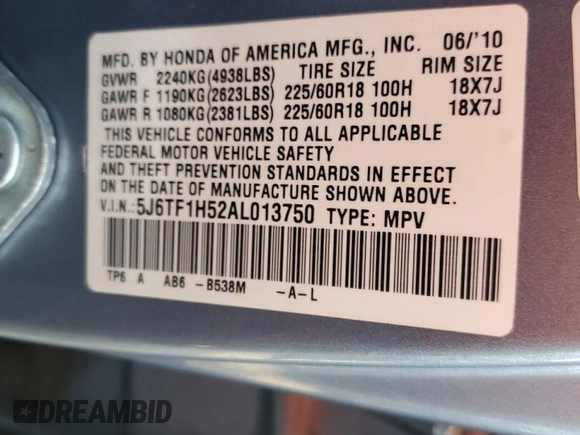 MFD. BY HONDA OF AMERICA MFG., INC. 06/'10
GVWR 2240KG(4938LBS) TIRE SIZE RIM SIZE
GAWR F 1190KG(2623LBS) 225/60R18 100H 18X7J
GAWR R 1080KG(2381LBS) 225/60R18 100H 18X7J
THIS VEHICLE CONFORMS TO ALL APPLICABLE
FEDERAL MOTOR VEHICLE SAFETY
AND THEFT PREVENTION STANDARDS IN EFFECT
ON THE DATE OF MANUFACTURE SHOWN ABOVE.
V.I.N.: 5J6TF1H52AL013750 TYPE: MPV
TP6 A AB6 -B538M -A-L
DREAMBID